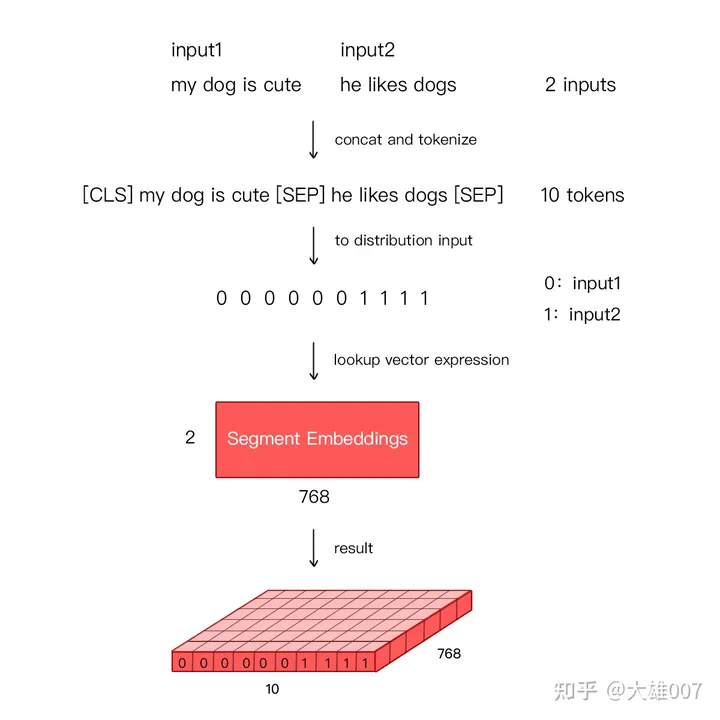 input1 input2
my dog is cute he likes dogs 2 inputs
concat and tokenize
[CLS] my dog is cute [SEP] he likes dogs [SEP] 10 tokens
to distribution input
0 0 0 0 0 0 1 1 1 1
0: input1
1: input2
lookup vector expression
2 Segment Embeddings
768
result
0 0 0 0 0 0 1 1 1 1
768
10
知乎 @大雄007